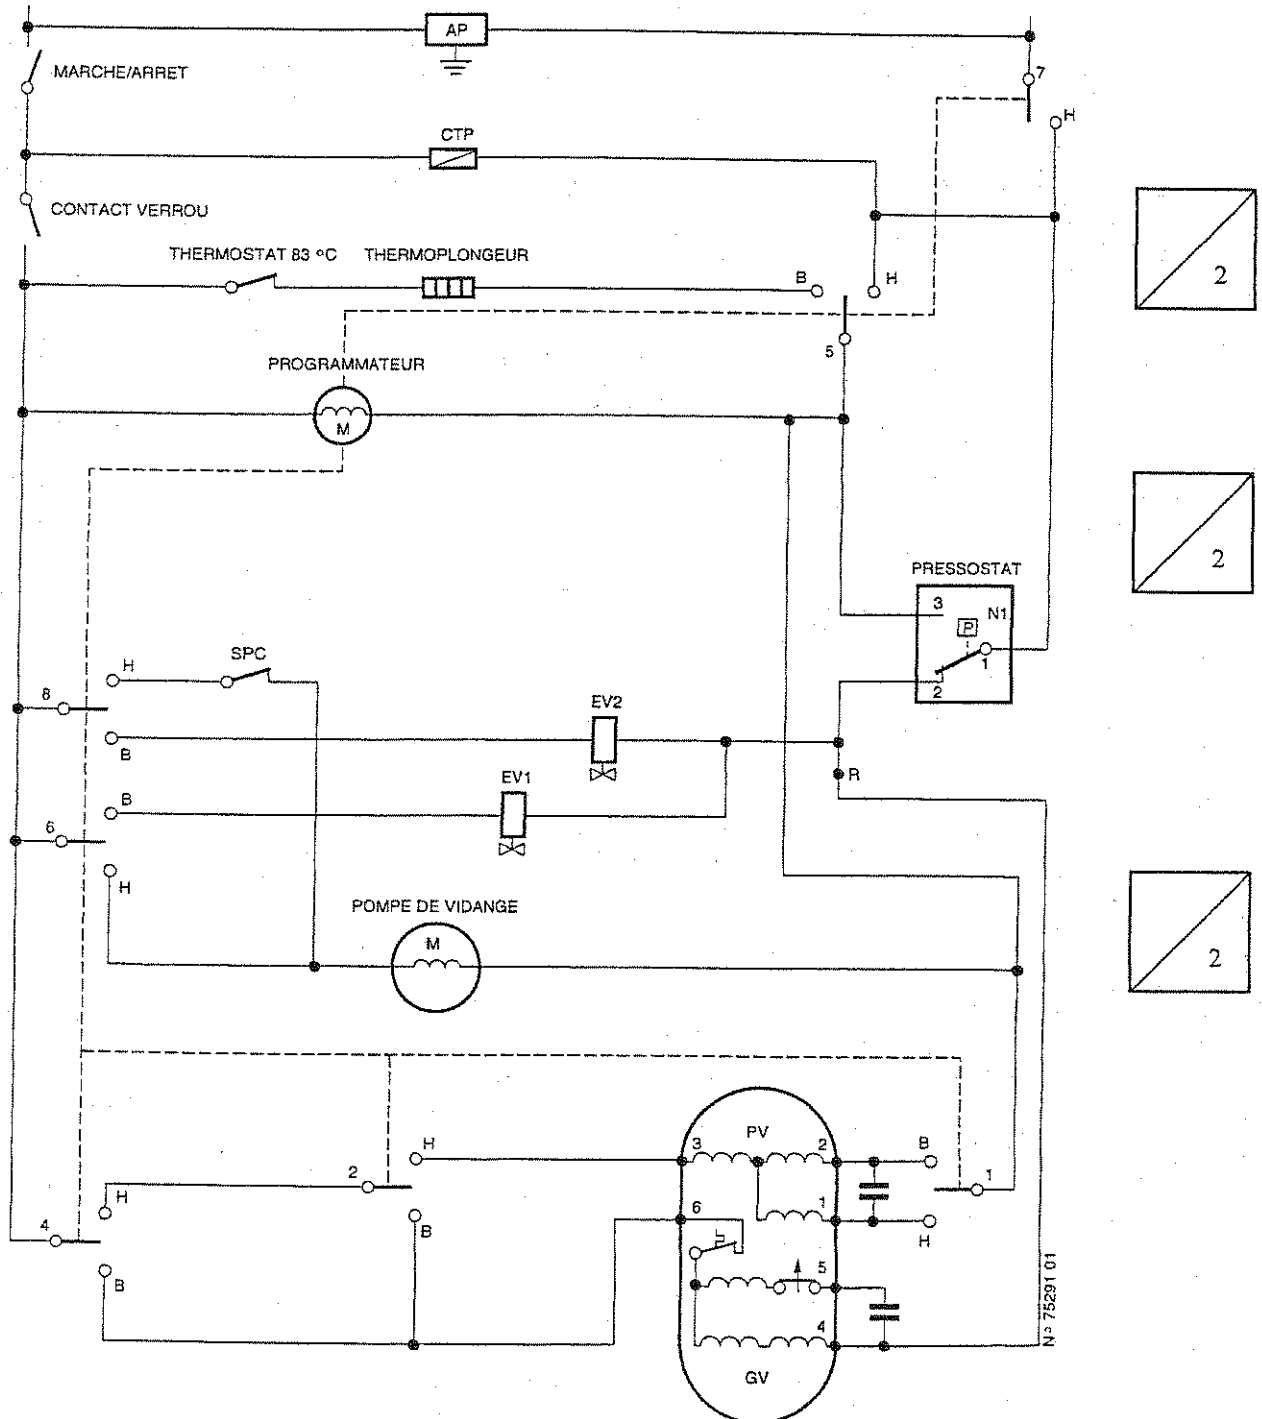 AP
MARCHE/ARRET
7
H
CTP
CONTACT VERROU
THERMOSTAT 83 °C THERMOPLONGEUR
B H
2
5
PROGRAMMATEUR
M
2
PRESSOSTAT
3 N1
P
1
2
H SPC
8
B EV2
R
B EV1
6
H
POMPE DE VIDANGE
M
2
PV
H 3 2 B
2 1
H 6 1
4 B H
B 5
4
GV
N° 75291 01